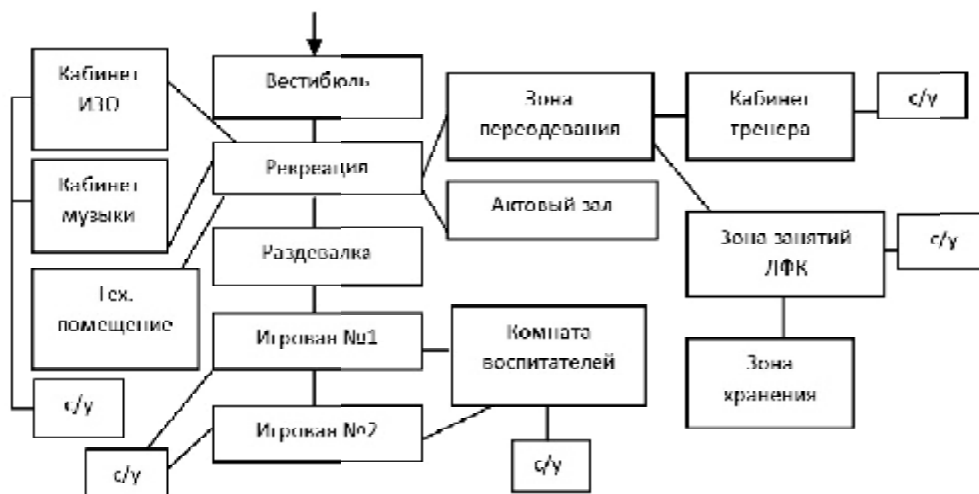 Кабинет
ИЗО
Вестибюль
Зона
переодевания
Кабинет
тренера
с/у
Рекреация
Кабинет
музыки
Актовый зал
Зона занятий
ЛФК
с/у
Раздевалка
Тех.
помещение
Игровая №1
Комната
воспитателей
Зона
хранения
с/у
Игровая №2
с/у
с/у